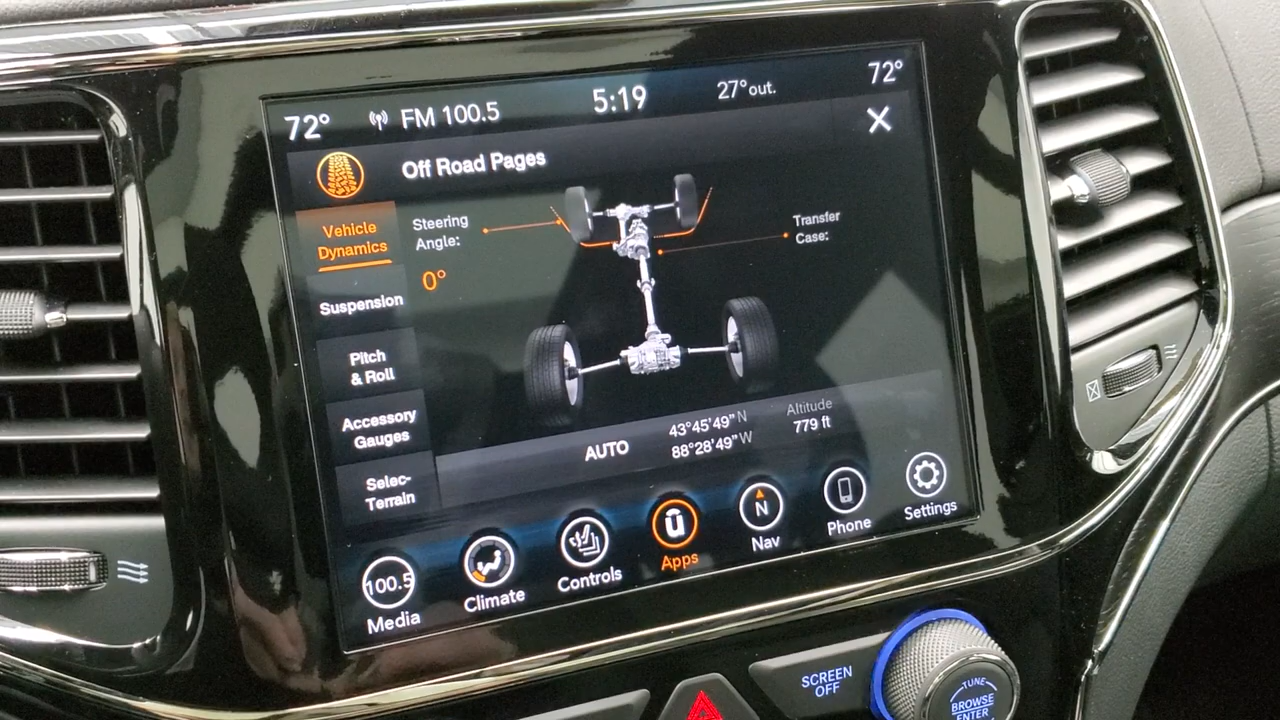 72°
FM 100.5
5:19
27° out.
72°
Off Road Pages
Vehicle
Dynamics
Suspension
Pitch
& Roll
Accessory
Gauges
Selec-
Terrain
Steering
Angle:
0°
Transfer
Case:
AUTO
43°45'49" N
88°28'49" W
Altitude
779 ft
100.5
Media
Climate
Controls
Apps
N
Nav
Phone
Settings
SCREEN
OFF
TUNE
BROWSE
ENTER